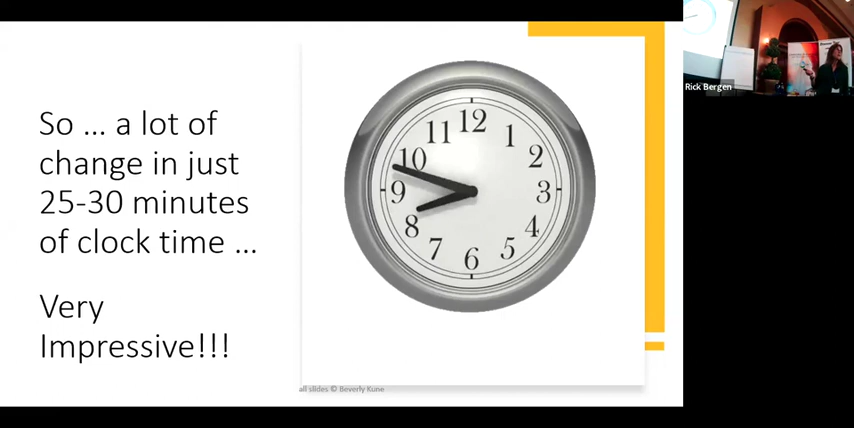 So … a lot of
change in just
25-30 minutes
of clock time …
Very
Impressive!!!
12
11
1
10
2
9
3
8
4
7
5
6
all slides © Beverly Kune
Rick Bergen